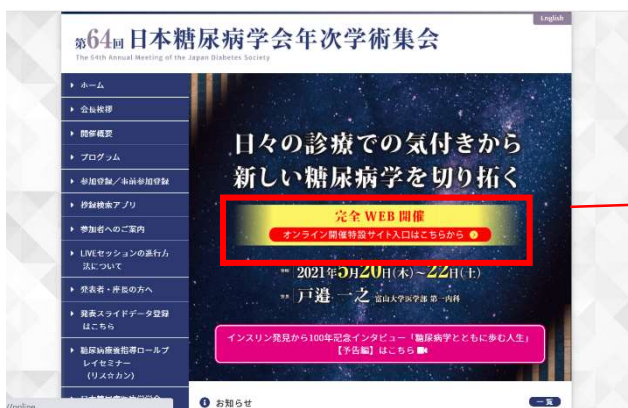 English
第64回 日本糖尿病学会年次学術集会
The 64th Annual Meeting of the Japan Diabetes Society
ホーム
会長挨拶
開催概要
プログラム
参加登録/事前参加登録
抄録検索アプリ
参加者へのご案内
LIVEセッションの進行方
法について
発表者・座長の方へ
発表スライドデータ登録
はこちら
糖尿病療養指導ロールプ
レイセミナー
(リス☆カン)
日々の診療での気付きから
新しい糖尿病学を切り拓く
完全 WEB 開催
オンライン開催特設サイト入口はこちらから
会期 2021年5月20日(木)～22日(土)
会長 戸邉 一之 富山大学医学部 第一内科
インスリン発見から100年記念インタビュー「糖尿病学とともに歩む人生」
【予告編】はこちら
お知らせ
一覧